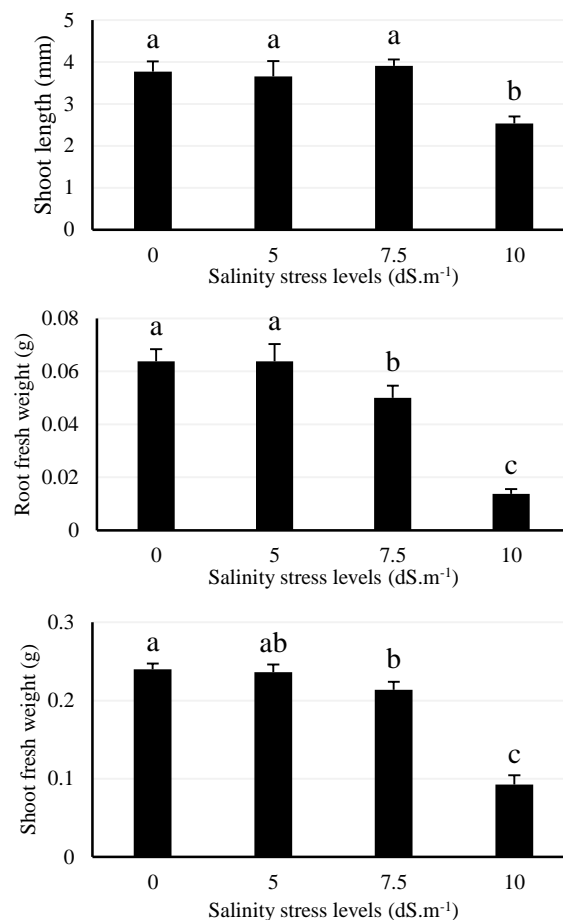 Shoot length (mm)
5
4
3
2
1
0
a
a
a
b
0
5
7.5
10
Salinity stress levels (dS.m⁻¹)
Root fresh weight (g)
0.08
0.06
0.04
0.02
0
a
a
b
c
0
5
7.5
10
Salinity stress levels (dS.m⁻¹)
Shoot fresh weight (g)
0.3
0.2
0.1
0
a
ab
b
c
0
5
7.5
10
Salinity stress levels (dS.m⁻¹)